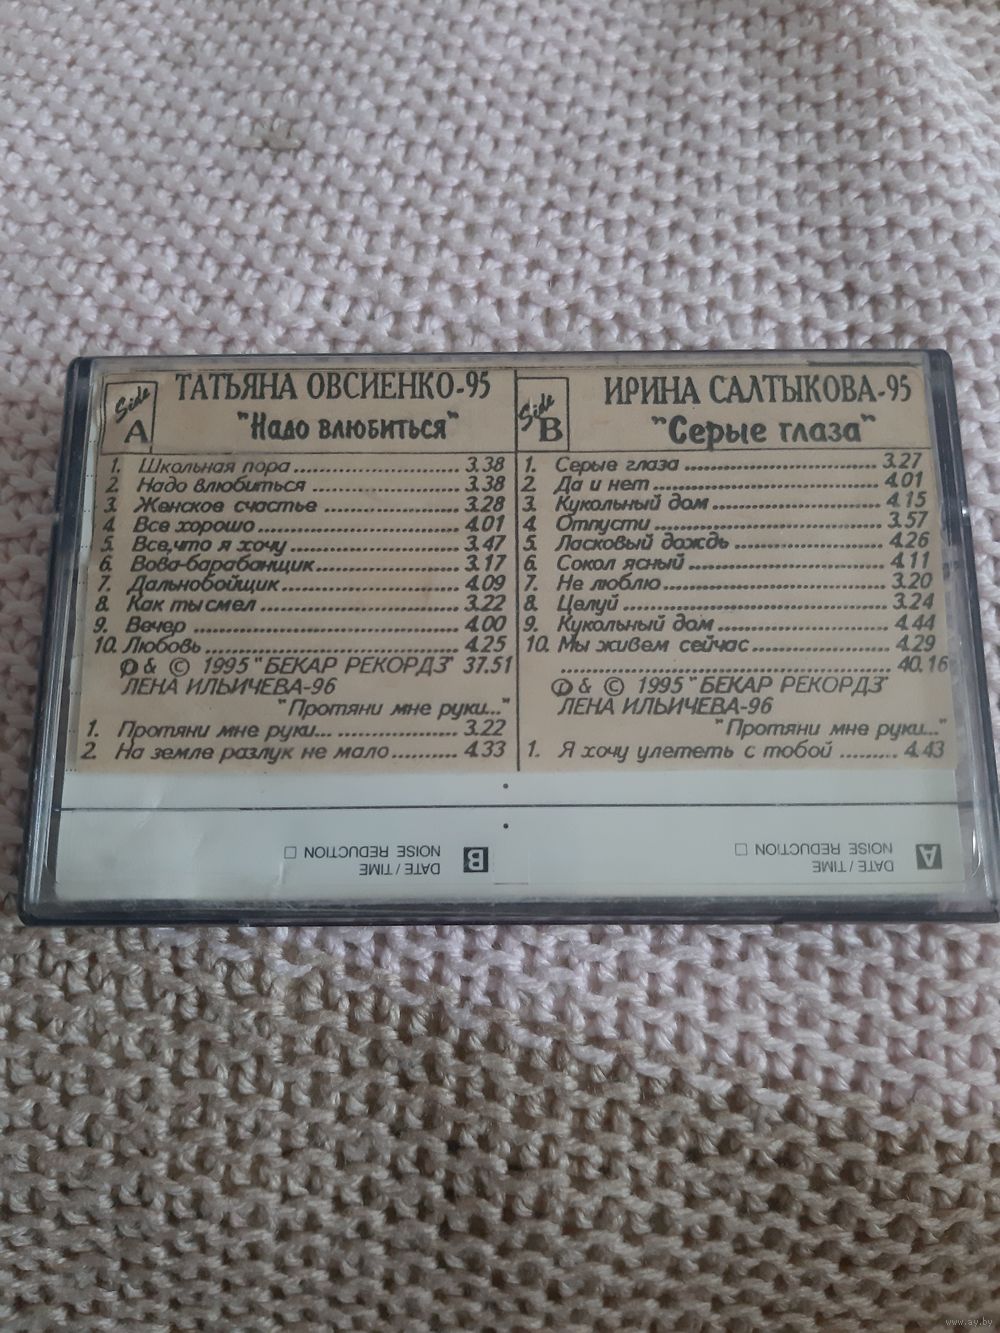 Side A
ТАТЬЯНА ОВСИЕНКО-95
"Надо влюбиться"
1. Школьная пора 3.38
2. Надо влюбиться 3.38
3. Женское счастье 3.28
4. Все хорошо 4.01
5. Все,что я хочу 3.47
6. Вова-барабанщик 3.17
7. Дальнобойщик 4.09
8. Как ты смел 3.22
9. Вечер 4.00
10. Любовь 4.25
Ⓟ & © 1995 "БЕКАР РЕКОРДЗ" 37.51
ЛЕНА ИЛЬИЧЕВА-96
"Протяни мне руки..."
1. Протяни мне руки... 3.22
2. На земле разлук не мало 4.33
Side B
ИРИНА САЛТЫКОВА-95
"Серые глаза"
1. Серые глаза 3.27
2. Да и нет 4.01
3. Кукольный дом 4.15
4. Отпусти 3.57
5. Ласковый дождь 4.26
6. Сокол ясный 4.11
7. Не люблю 3.20
8. Целуй 3.24
9. Кукольный дом 4.44
10. Мы живем сейчас 4.29
40.16
Ⓟ & © 1995 "БЕКАР РЕКОРДЗ"
ЛЕНА ИЛЬИЧЕВА-96
"Протяни мне руки..."
1. Я хочу улететь с тобой 4.43
A DATE / TIME
NOISE REDUCTION
B DATE / TIME
NOISE REDUCTION
www.ay.by